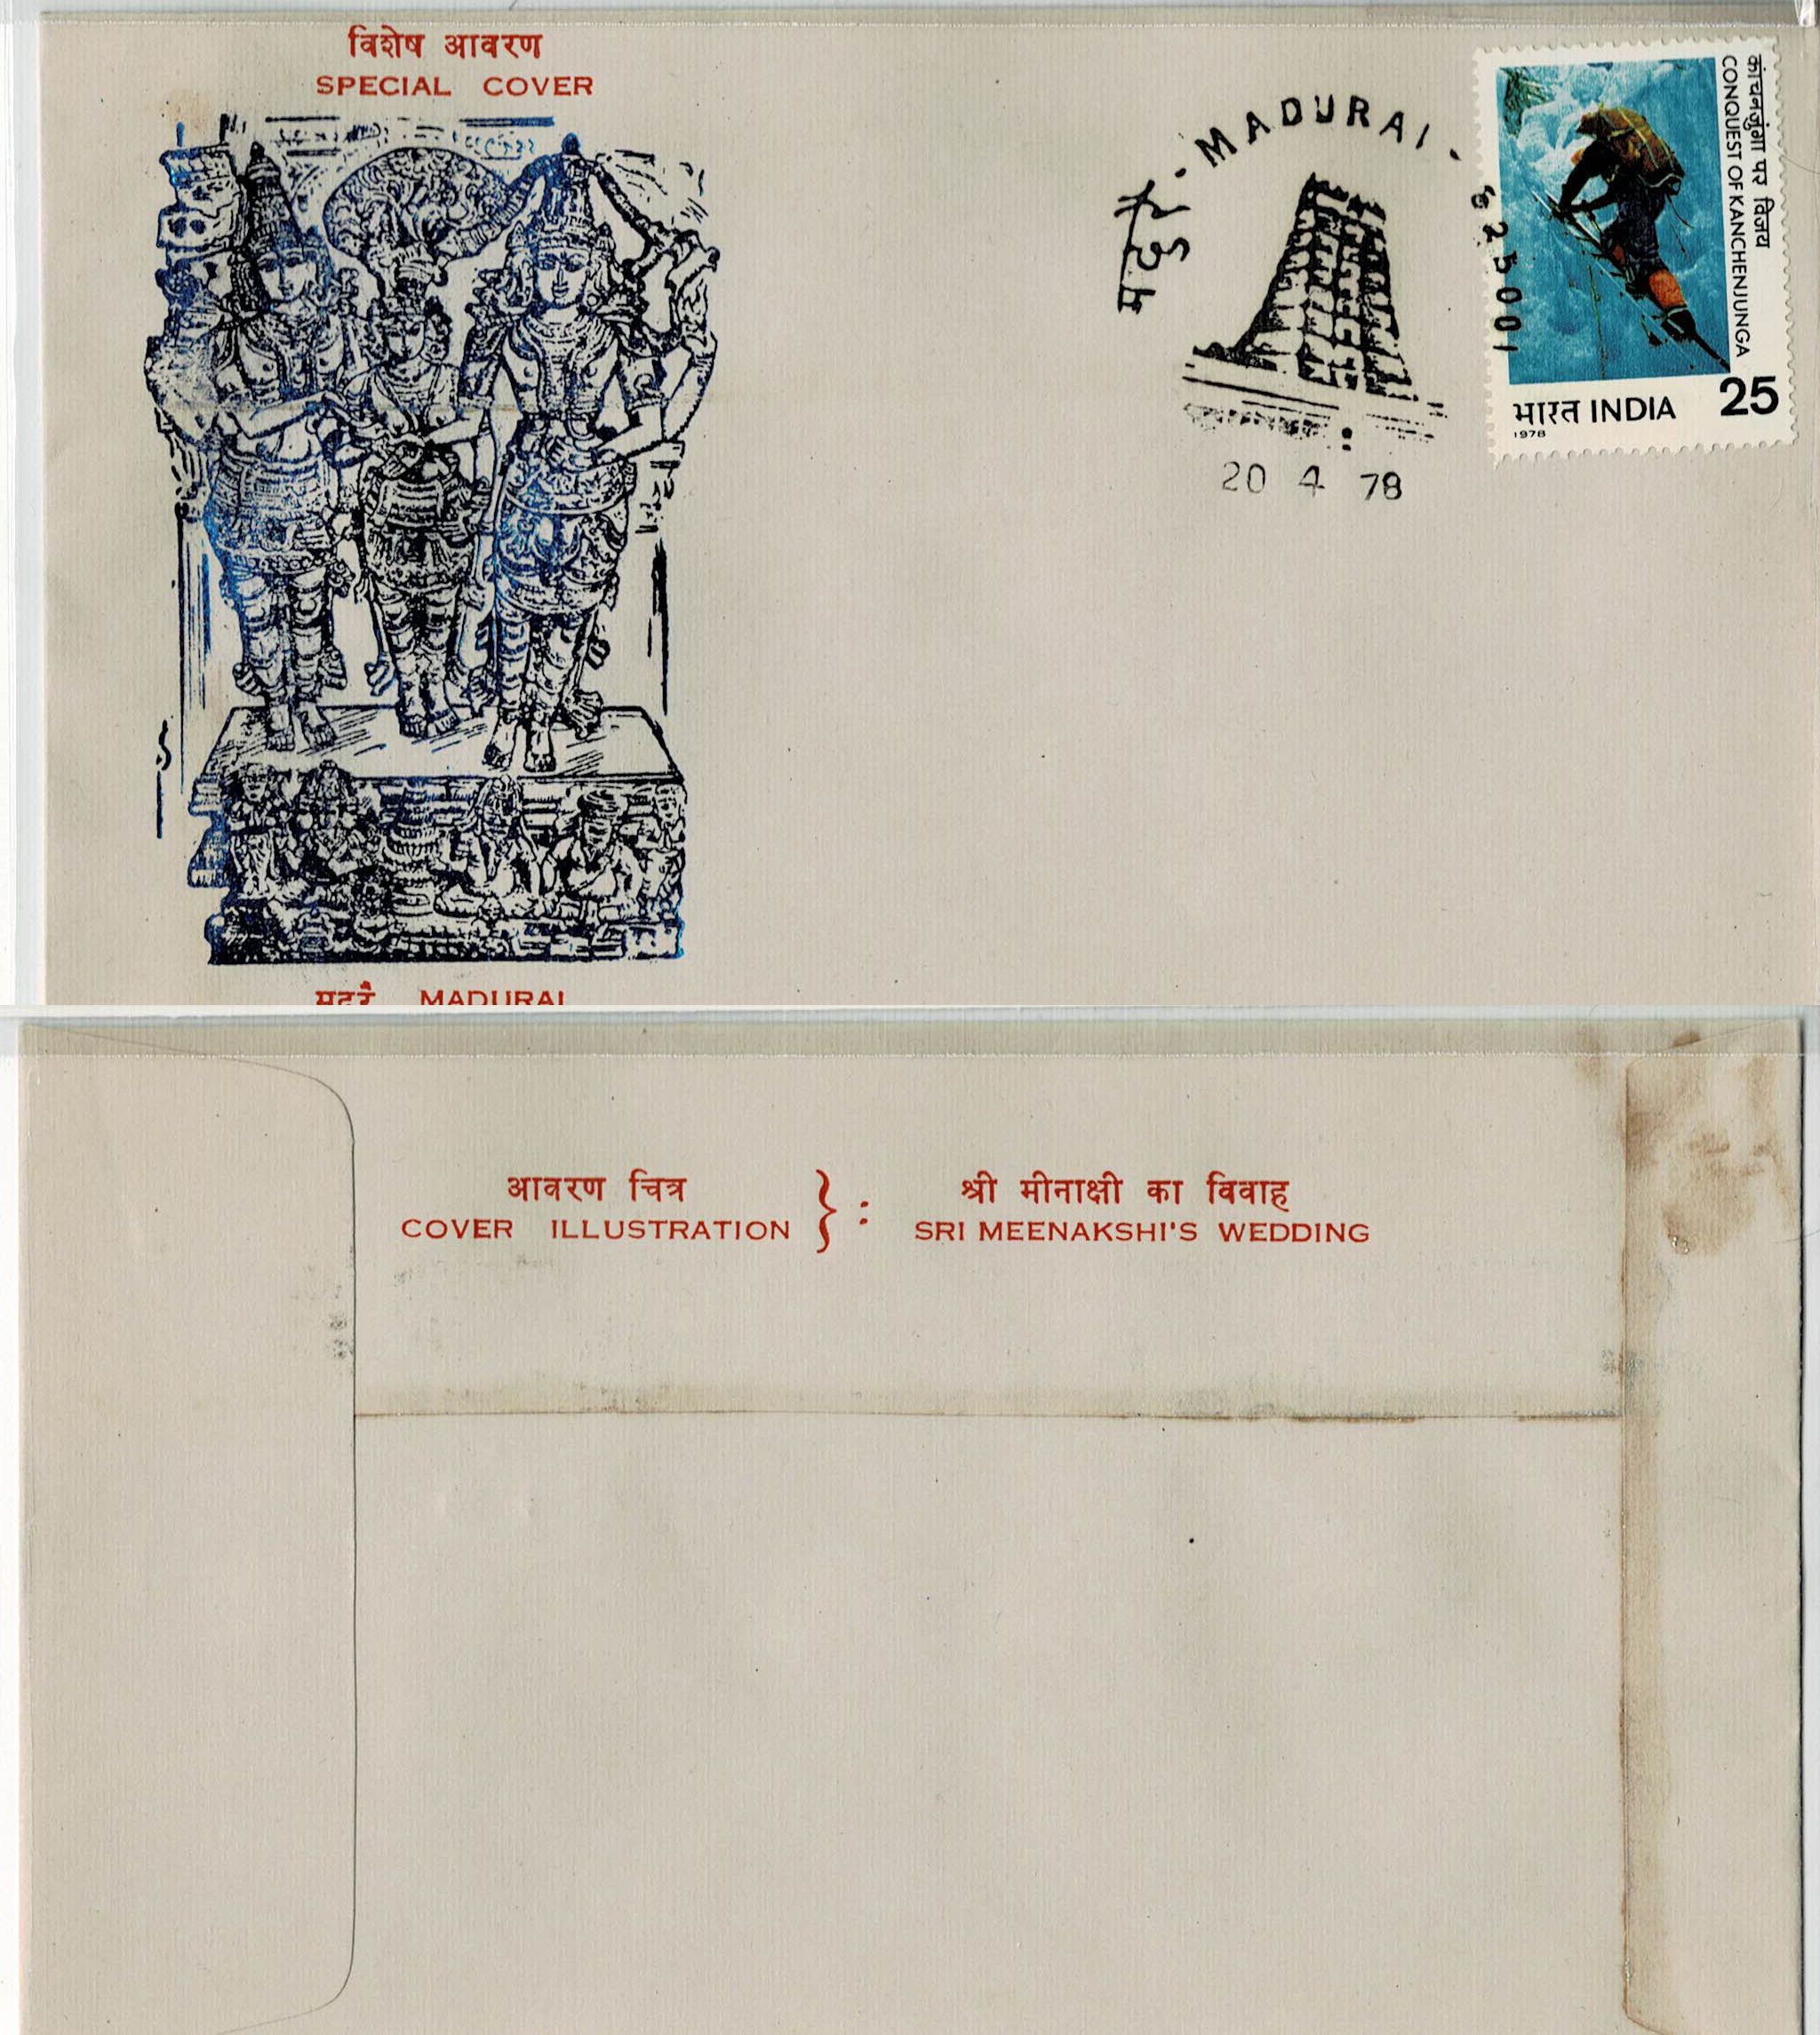 विशेष आवरण
SPECIAL COVER
मदुरै · MADURAI · 625001
20 4 78
कांचनजुंगा पर विजय
CONQUEST OF KANCHENJUNGA
भारत INDIA 25
1978
मदुरै MADURAI
आवरण चित्र } : श्री मीनाक्षी का विवाह
COVER ILLUSTRATION SRI MEENAKSHI'S WEDDING